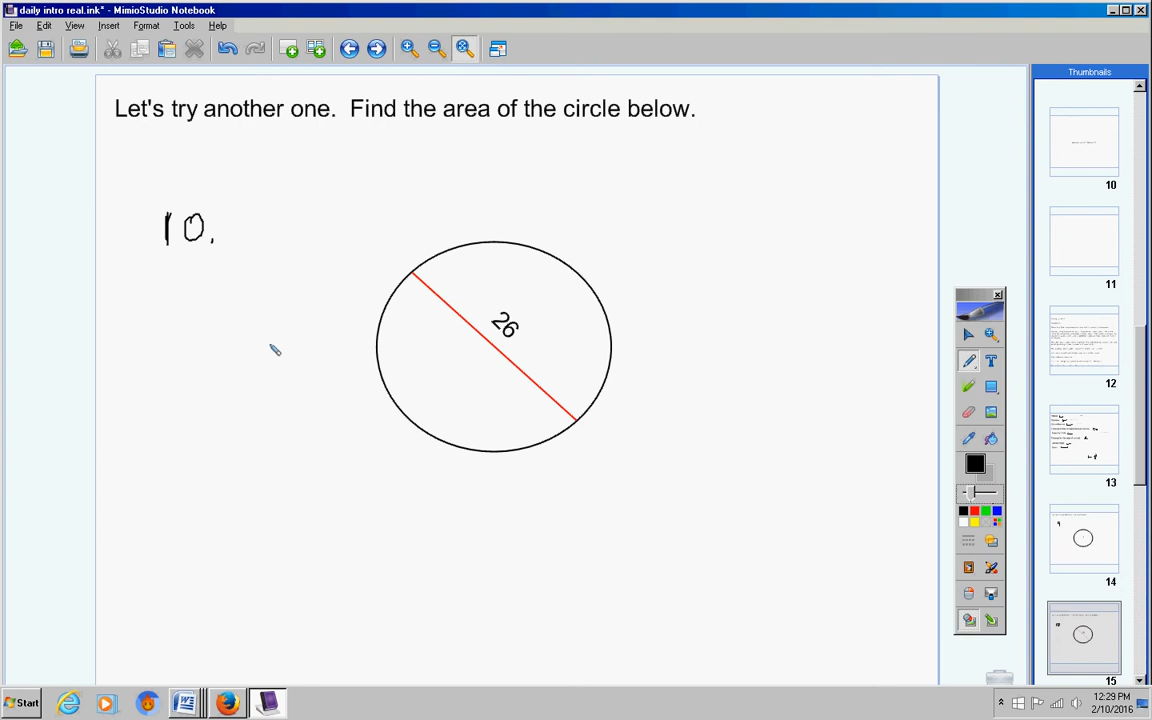 daily intro real.ink* - MimioStudio Notebook
File Edit View Insert Format Tools Help
Thumbnails
Let's try another one. Find the area of the circle below.
10.
26
10
11
12
13
14
15
T
Start
12:29 PM
2/10/2016